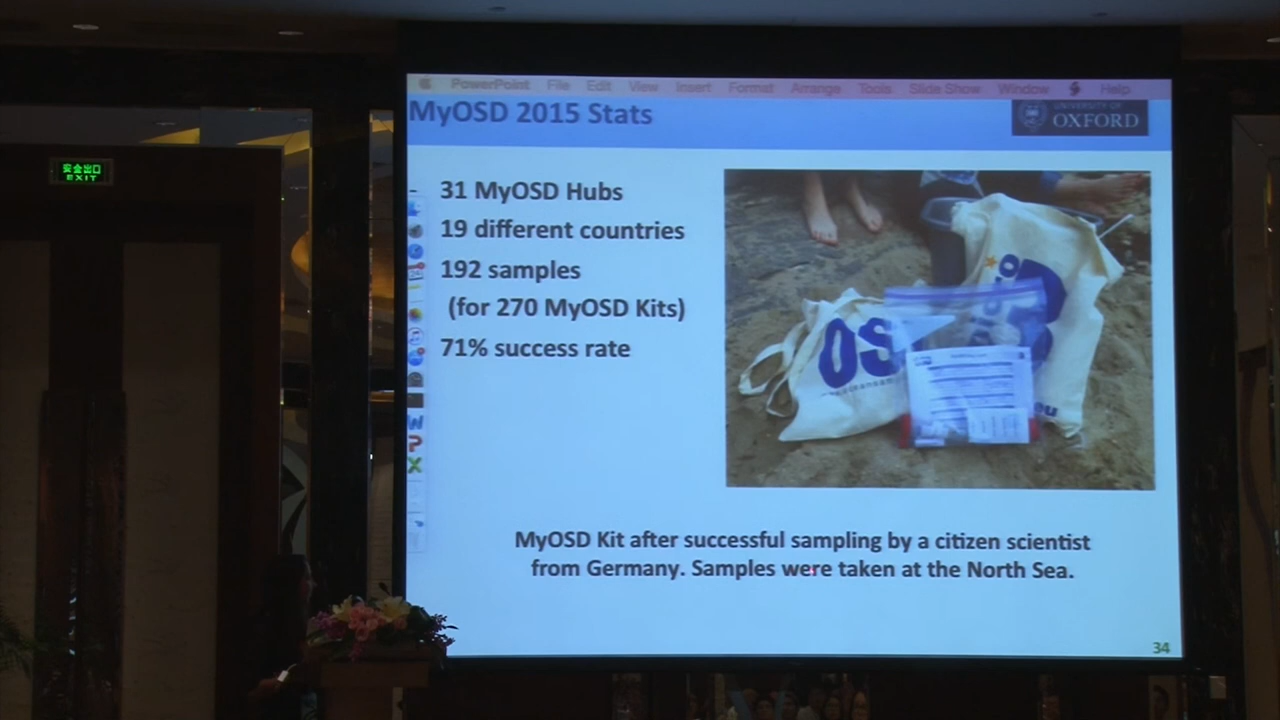 PowerPoint File Edit View Insert Format Arrange Tools Slide Show Window Help
MyOSD 2015 Stats
UNIVERSITY OF
OXFORD
安全出口
EXIT
31 MyOSD Hubs
19 different countries
192 samples
(for 270 MyOSD Kits)
71% success rate
OS
MyOSD Kit after successful sampling by a citizen scientist
from Germany. Samples were taken at the North Sea.
34